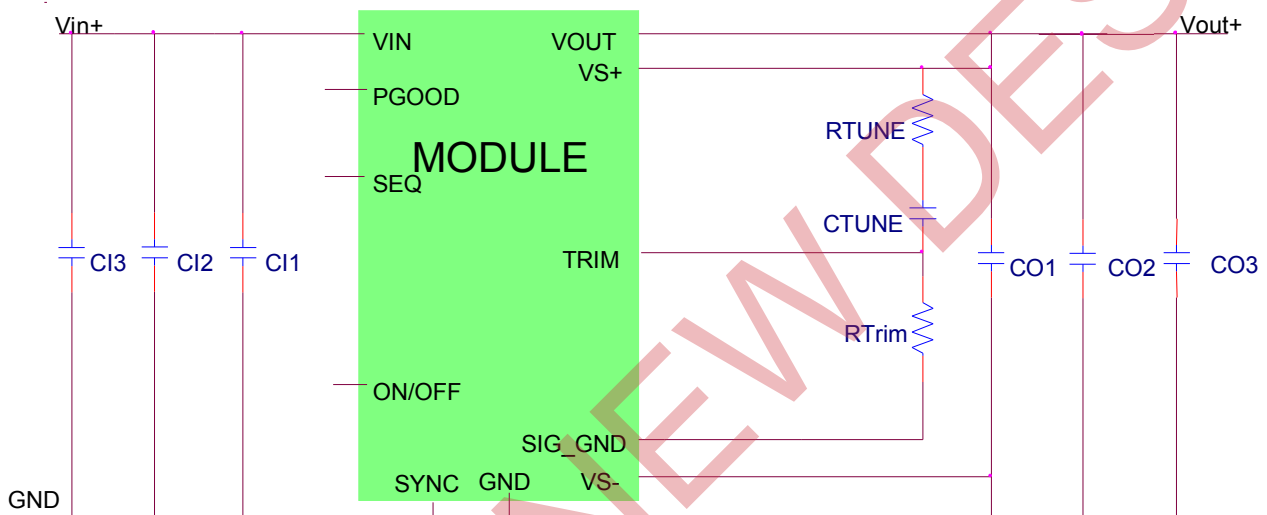 Vin+
VIN
VOUT
Vout+
VS+
PGOOD
RTUNE
MODULE
SEQ
CTUNE
CI3
CI2
CI1
TRIM
CO1
CO2
CO3
RTrim
ON/OFF
SIG_GND
SYNC
GND
VS-
GND
NEW DES